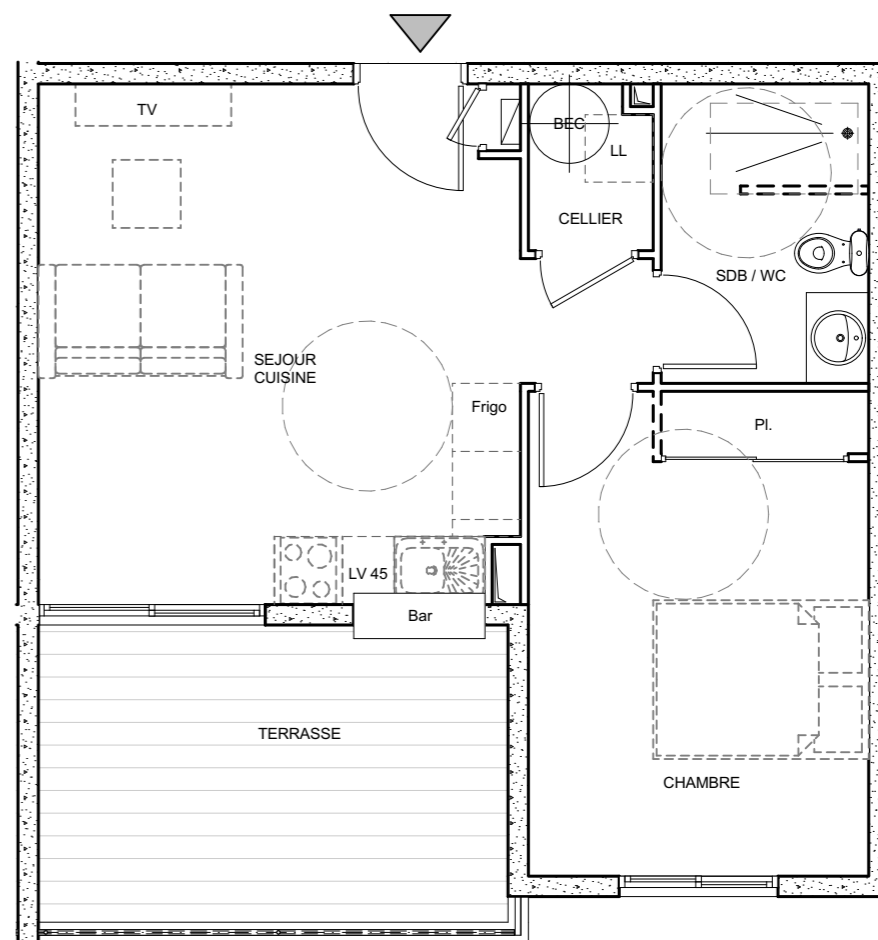 TV
BEC
LL
CELLIER
SDB / WC
SEJOUR
CUISINE
Frigo
Pl.
LV 45
Bar
TERRASSE
CHAMBRE